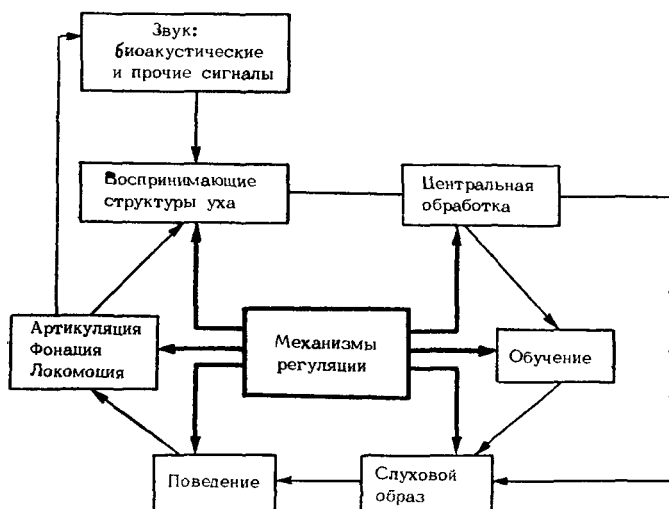 Звук:
биоакустические
и прочие сигналы
Воспринимающие
структуры уха
Центральная
обработка
Артикуляция
Фонация
Локомоция
Механизмы
регуляции
Обучение
Поведение
Слуховой
образ